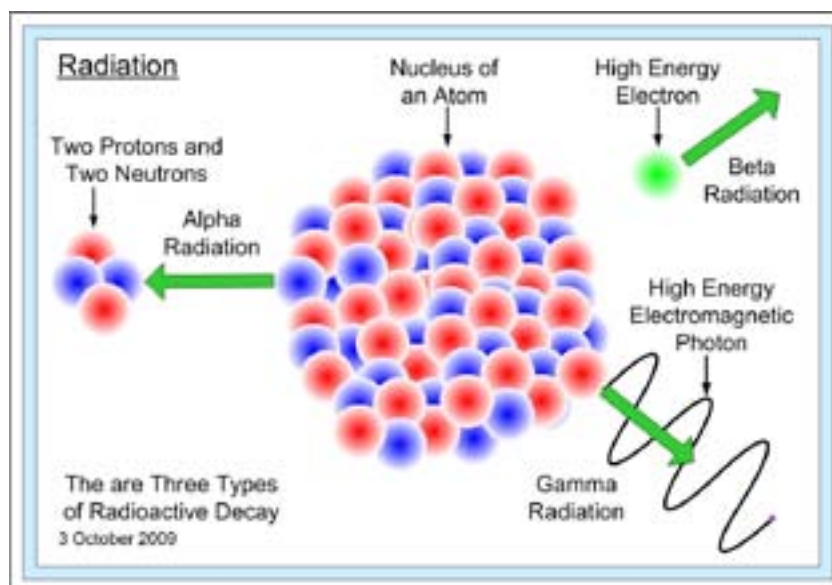 Radiation
Nucleus of
an Atom
High Energy
Electron
Two Protons and
Two Neutrons
Beta
Radiation
Alpha
Radiation
High Energy
Electromagnetic
Photon
The are Three Types
of Radioactive Decay
3 October 2009
Gamma
Radiation